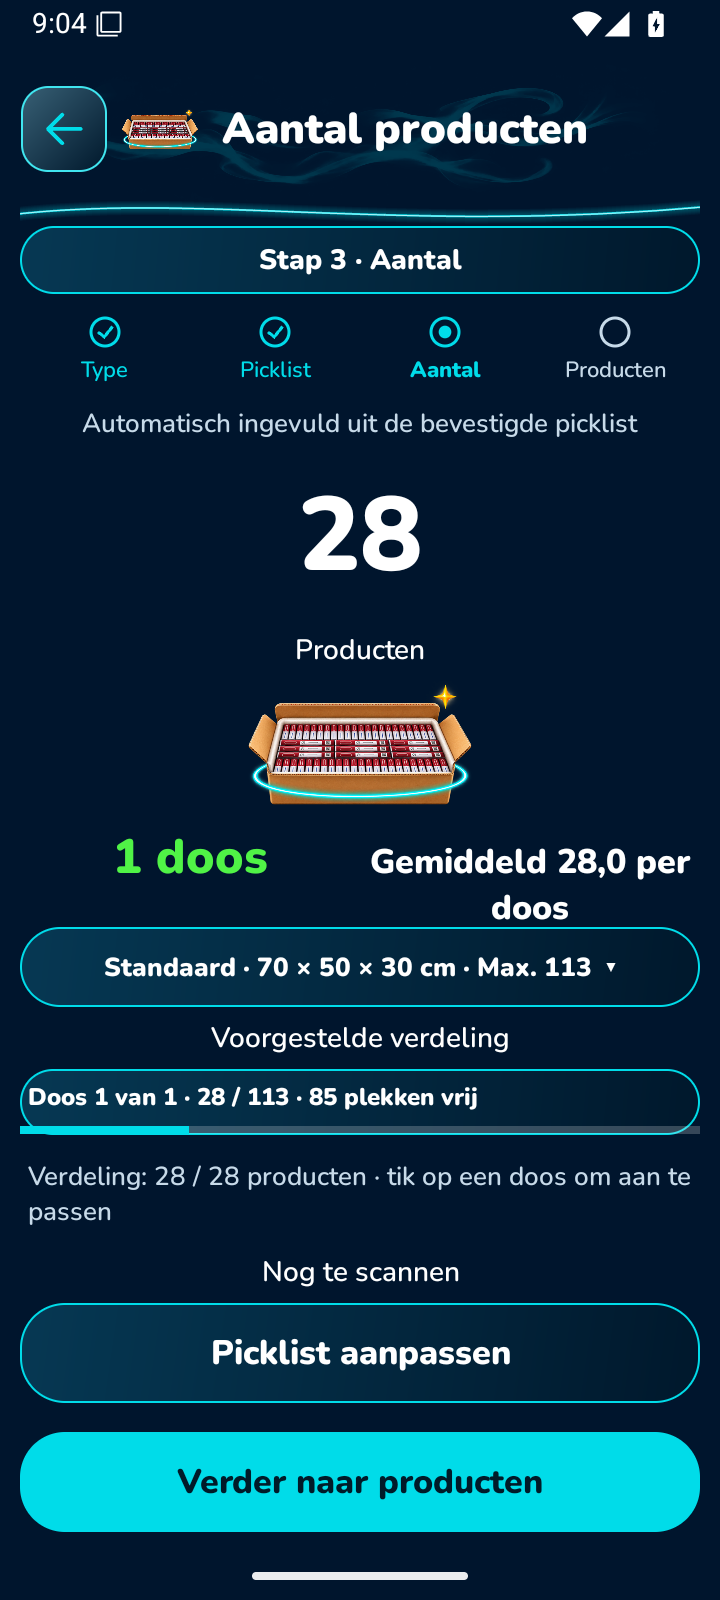 9:04
Aantal producten
Stap 3 · Aantal
Type
Picklist
Aantal
Producten
Automatisch ingevuld uit de bevestigde picklist
28
Producten
1 doos
Gemiddeld 28,0 per
doos
Standaard · 70 × 50 × 30 cm · Max. 113 ▼
Voorgestelde verdeling
Doos 1 van 1 · 28 / 113 · 85 plekken vrij
Verdeling: 28 / 28 producten · tik op een doos om aan te
passen
Nog te scannen
Picklist aanpassen
Verder naar producten